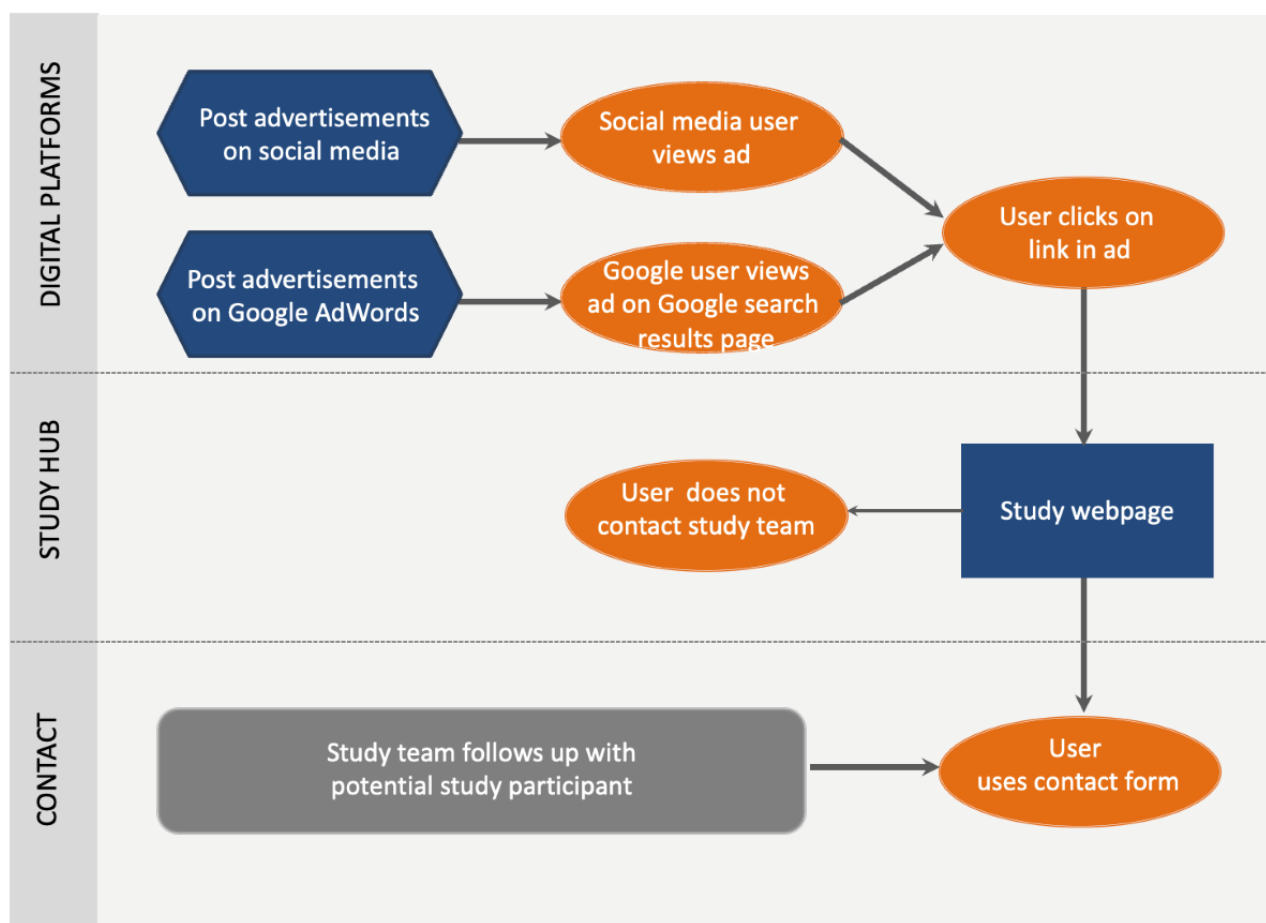 DIGITAL PLATFORMS
Post advertisements
on social media
Social media user
views ad
Post advertisements
on Google AdWords
Google user views
ad on Google search
results page
User clicks on
link in ad
STUDY HUB
User does not
contact study team
Study webpage
CONTACT
Study team follows up with
potential study participant
User
uses contact form